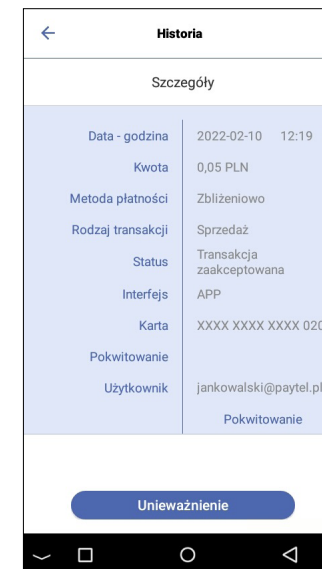 Historia
Szczegóły
Data - godzina 2022-02-10 12:19
Kwota 0,05 PLN
Metoda płatności Zbliżeniowo
Rodzaj transakcji Sprzedaż
Status Transakcja
zaakceptowana
Interfejs APP
Karta XXXX XXXX XXXX 020
Pokwitowanie
Użytkownik jankowalski@paytel.pl
Pokwitowanie
Unieważnienie